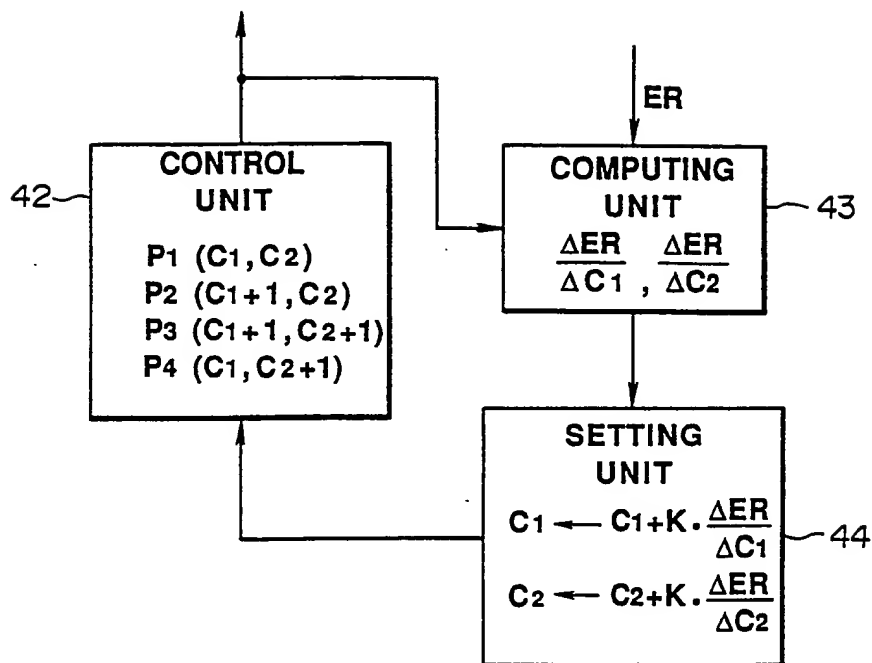 ER
CONTROL
UNIT
P1 (C1,C2)
P2 (C1+1,C2)
P3 (C1+1,C2+1)
P4 (C1,C2+1)
42
COMPUTING
UNIT
ΔER/ΔC1 , ΔER/ΔC2
43
SETTING
UNIT
C1 ← C1+K·ΔER/ΔC1
C2 ← C2+K·ΔER/ΔC2
44